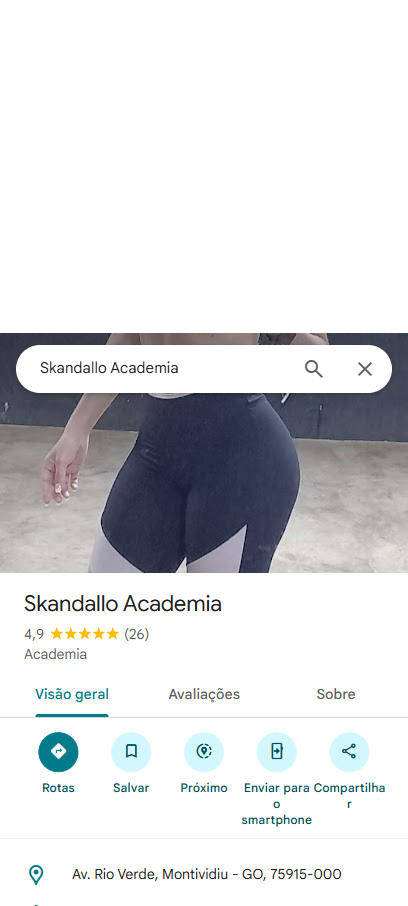 Skandallo Academia
Skandallo Academia
4,9 (26)
Academia
Visão geral Avaliações Sobre
Rotas Salvar Próximo Enviar para Compartilha
o r
smartphone
Av. Rio Verde, Montividiu - GO, 75915-000